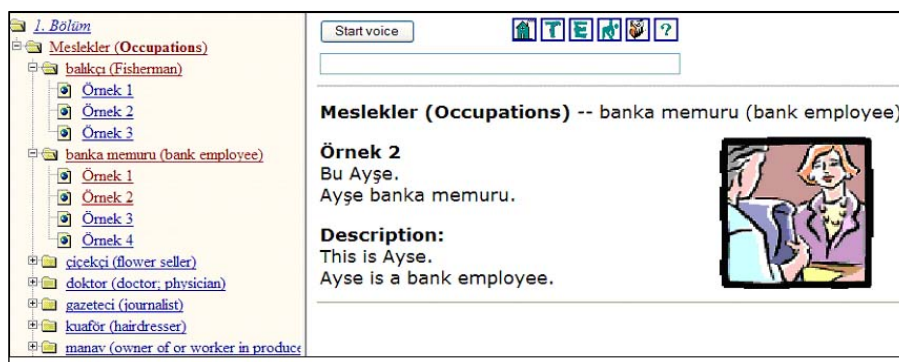 1. Bölüm
Meslekler (Occupations)
balıkçı (Fisherman)
Örnek 1
Örnek 2
Örnek 3
banka memuru (bank employee)
Örnek 1
Örnek 2
Örnek 3
Örnek 4
çiçekçi (flower seller)
doktor (doctor; physician)
gazeteci (journalist)
kuaför (hairdresser)
manav (owner of or worker in produce
Start voice
T E ?
Meslekler (Occupations) -- banka memuru (bank employee)
Örnek 2
Bu Ayşe.
Ayşe banka memuru.
Description:
This is Ayse.
Ayse is a bank employee.